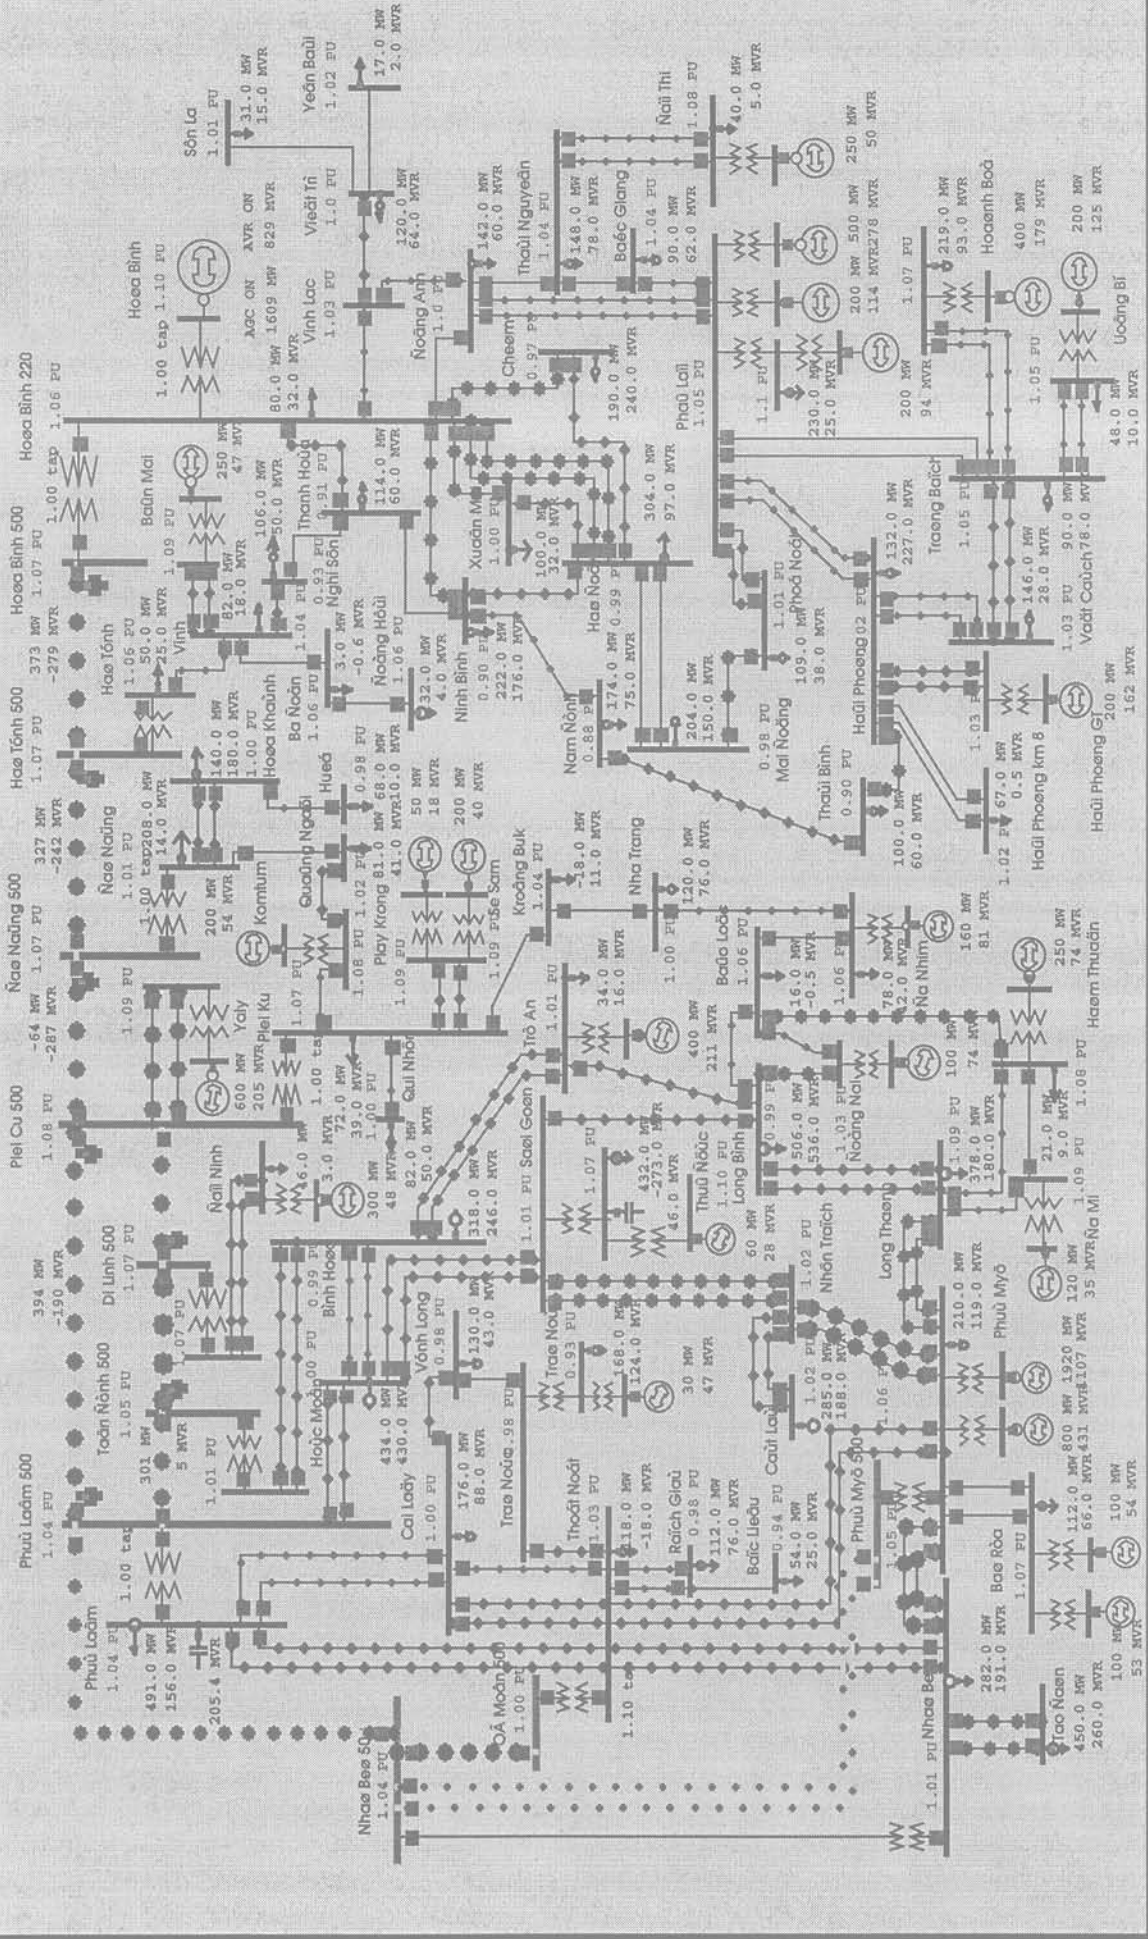 Phuù Laâm 500
1.04 PU
394 MW
-190 MVR
Plei Cu 500
1.08 PU
-64 MW
-287 MVR
Ñaø Naüng 500
1.07 PU
327 MW
-242 MVR
Haø Tónh 500
1.07 PU
373 MW
-279 MVR
Hoøa Bình 500
1.07 PU
1.00 tap
Hoøa Bình 220
1.06 PU
Hoøa Bình
1.00 tap 1.10 PU
AGC ON
1609 MW
AVR ON
829 MVR
Sôn La
1.01 PU
31.0 MW
15.0 MVR
Yeân Baùi
1.02 PU
17.0 MW
2.0 MVR
Phuù Laâm
1.04 PU
1.00 tap
491.0 MW
156.0 MVR
205.4 MVR
Taân Ñònh 500
1.05 PU
301 MW
5 MVR
1.01 PU
Di Linh 500
1.07 PU
Yaly
1.09 PU
600 MW
205 MVR
Ñaø Naüng
1.01 PU
1.00 tap
208.0 MW
14.0 MVR
200 MW
54 MVR
Haø Tónh
1.06 PU
50.0 MW
25.0 MVR
Vinh
1.04 PU
82.0 MW
18.0 MVR
Baûn Mai
1.09 PU
250 MW
47 MVR
106.0 MW
50.0 MVR
Nghi Sôn
0.93 PU
Thanh Hoùa
0.91 PU
114.0 MW
60.0 MVR
80.0 MW
32.0 MVR
Vinh Lac
1.03 PU
Vieät Trì
1.0 PU
120.0 MW
64.0 MVR
Hoøa Khaùnh
140.0 MW
180.0 MVR
1.00 PU
Hueá
0.98 PU
68.0 MW
40.0 MVR
Ba Ñoàn
1.06 PU
3.0 MW
-0.6 MVR
Ñoàng Hôùi
1.06 PU
32.0 MW
4.0 MVR
Ninh Bình
0.90 PU
222.0 MW
176.0 MVR
1.00 PU
100.0 MW
32.0 MVR
Cheøm
0.97 PU
190.0 MW
240.0 MVR
Ñoâng Anh
1.0 PU
142.0 MW
60.0 MVR
Thaùi Nguyeân
1.04 PU
148.0 MW
78.0 MVR
Baéc Giang
1.04 PU
90.0 MW
62.0 MVR
Ñaïi Thi
1.08 PU
40.0 MW
5.0 MVR
250 MW
50 MVR
Ñaïi Ninh
46.0 MW
3.0 MVR
300 MW
48 MVR
Plei Ku
1.07 PU
1.00 tap
72.0 MW
39.0 MVR
Qui Nhôn
1.00 PU
82.0 MW
50.0 MVR
Komtum
1.08 PU
Quaûng Ngaõi
1.02 PU
81.0 MW
41.0 MVR
Play Krong
1.09 PU
50 MW
18 MVR
Se Sam
1.09 PU
200 MW
40 MVR
Kroâng Buk
1.04 PU
-18.0 MW
11.0 MVR
Nha Trang
1.00 PU
120.0 MW
76.0 MVR
Nam Ñònh
0.88 PU
174.0 MW
75.0 MVR
0.99 PU
304.0 MW
97.0 MVR
Mai Ñoäng
0.98 PU
204.0 MW
150.0 MVR
Phoá Noái
1.01 PU
109.0 MW
38.0 MVR
Thaùi Bình
0.90 PU
100.0 MW
60.0 MVR
Phaû Laïi
1.05 PU
200 MW
114 MVR
500 MW
278 MVR
1.1 PU
230.0 MW
25.0 MVR
200 MW
94 MVR
Hoaønh Boà
1.07 PU
219.0 MW
93.0 MVR
400 MW
179 MVR
Uoâng Bí
1.05 PU
200 MW
125 MVR
48.0 MW
10.0 MVR
Traøng Baïch
1.05 PU
90.0 MW
78.0 MVR
Vaät Caùch
1.03 PU
146.0 MW
28.0 MVR
Haûi Phoøng
132.0 MW
227.0 MVR
Haûi Phoøng GT
1.03 PU
200 MW
162 MVR
Haûi Phoøng km 8
1.02 PU
67.0 MW
0.5 MVR
Hoùc Moân
434.0 MW
430.0 MVR
Bình Hoøa
0.99 PU
318.0 MW
246.0 MVR
Saøi Goøn
1.01 PU
Trò An
1.01 PU
34.0 MW
16.0 MVR
400 MW
211 MVR
Baûo Loäc
1.06 PU
16.0 MW
-0.5 MVR
Ña Nhim
1.06 PU
78.0 MW
160 MW
81 MVR
1.07 PU
432.0 MW
-273.0 MVR
Thuû Ñöùc
1.10 PU
46.0 MVR
60 MW
28 MVR
Long Bình
0.99 PU
506.0 MW
536.0 MVR
Ñoàng Nai
1.03 PU
100 MW
74 MVR
Haøm Thuaän
1.08 PU
250 MW
74 MVR
21.0 MW
9.0 MVR
Ña Mi
1.09 PU
120 MW
35 MVR
Long Thaønh
1.09 PU
378.0 MW
180.0 MVR
Cai Laäy
1.00 PU
176.0 MW
88.0 MVR
Vónh Long
0.98 PU
130.0 MW
43.0 MVR
0.98 PU
0.93 PU
168.0 MW
124.0 MVR
30 MW
47 MVR
Nhôn Traïch
1.02 PU
1.02 PU
285.0 MW
188.0 MVR
Phuù Myõ
1.06 PU
210.0 MW
119.0 MVR
800 MW
431 MVR
1920 MW
1107 MVR
Phuù Myõ 500
1.05 PU
Thoát Noát
1.03 PU
118.0 MW
-18.0 MVR
1.10 tap
Raïch Giaù
0.98 PU
112.0 MW
76.0 MVR
Baïc Lieâu
0.94 PU
54.0 MW
25.0 MVR
OÂ Moân 500
1.00 PU
Nhaø Beø 500
1.04 PU
Nhaø Beø
1.01 PU
282.0 MW
191.0 MVR
Tao Ñaøn
450.0 MW
260.0 MVR
Baø Ròa
1.07 PU
112.0 MW
66.0 MVR
100 MW
53 MVR
100 MW
54 MVR